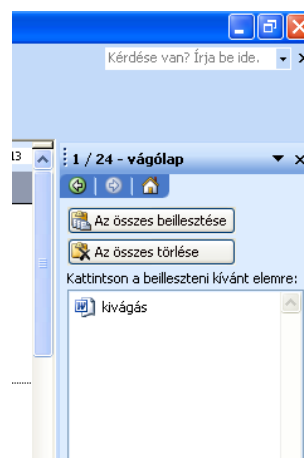 Kérdése van? Írja be ide.
13
1 / 24 - vágólap
Az összes beillesztése
Az összes törlése
Kattintson a beilleszteni kívánt elemre:
kivágás